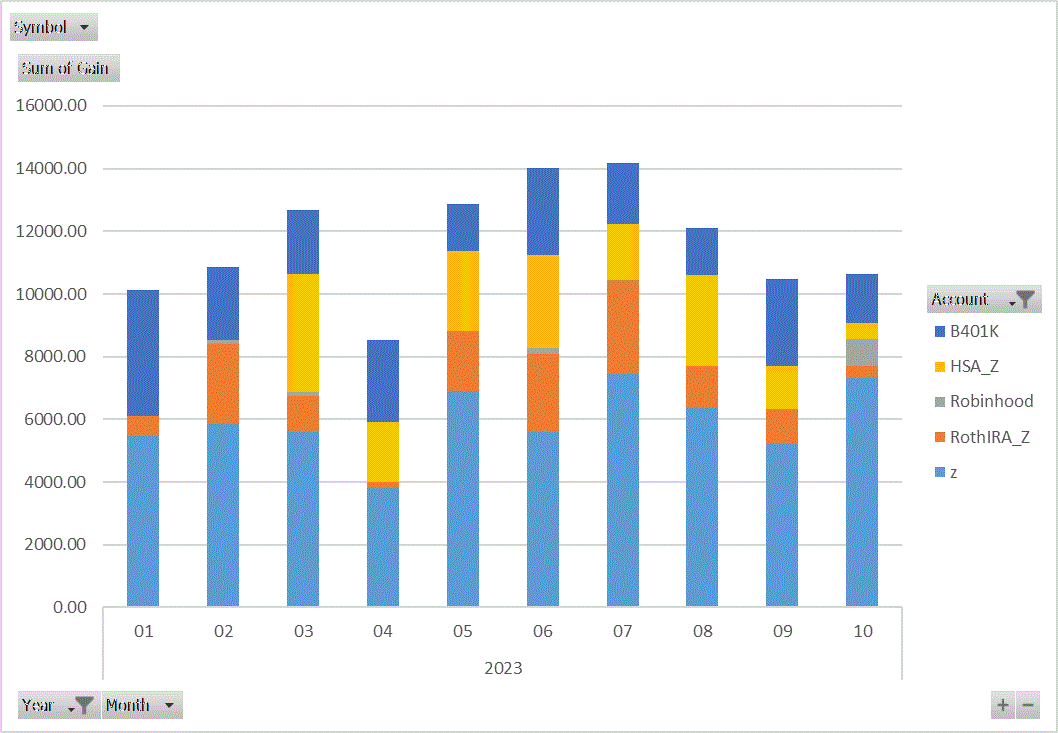 Symbol
Sum of Gain
16000.00
14000.00
12000.00
10000.00
8000.00
6000.00
4000.00
2000.00
0.00
01 02 03 04 05 06 07 08 09 10
2023
Account
B401K
HSA_Z
Robinhood
RothIRA_Z
z
Year Month
+ −